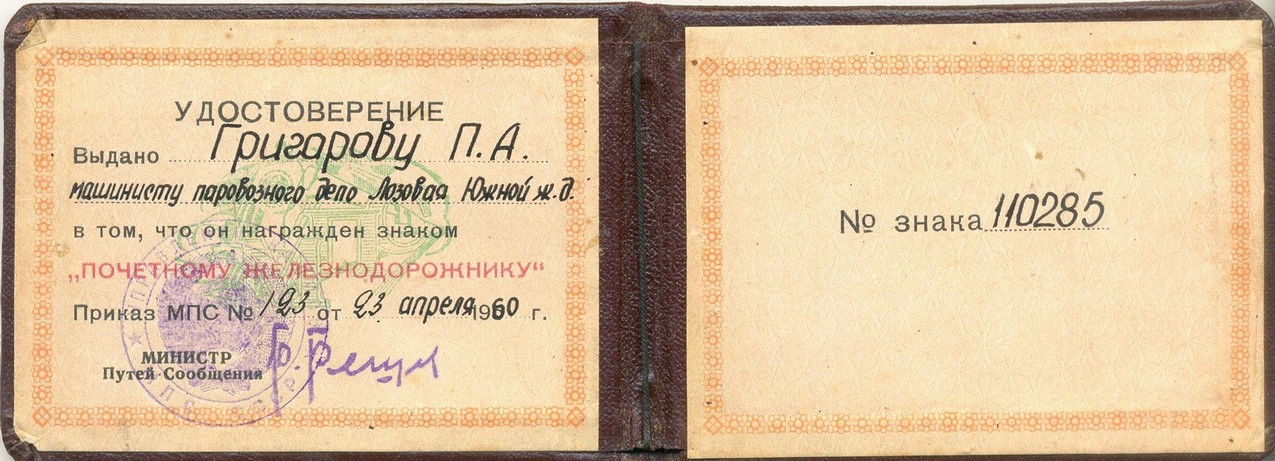 УДОСТОВЕРЕНИЕ
Выдано Григарову П.А.
машинисту паровозного депо Лозовая Южной ж.д.
в том, что он награжден знаком
„ПОЧЕТНОМУ ЖЕЛЕЗНОДОРОЖНИКУ“
Приказ МПС № 123 от 23 апреля 1960 г.
МИНИСТР
Путей Сообщения
№ знака 110285